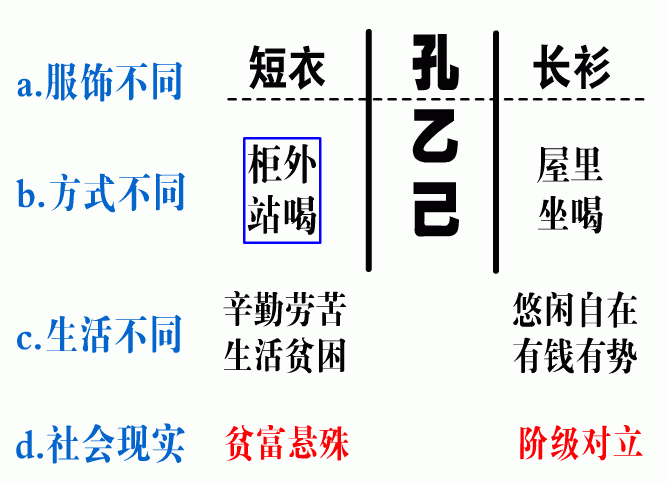 a.服饰不同 短衣 孔 长衫
乙
b.方式不同 柜外 屋里
站喝 己 坐喝
辛勤劳苦 悠闲自在
c.生活不同
生活贫困 有钱有势
d.社会现实 贫富悬殊 阶级对立